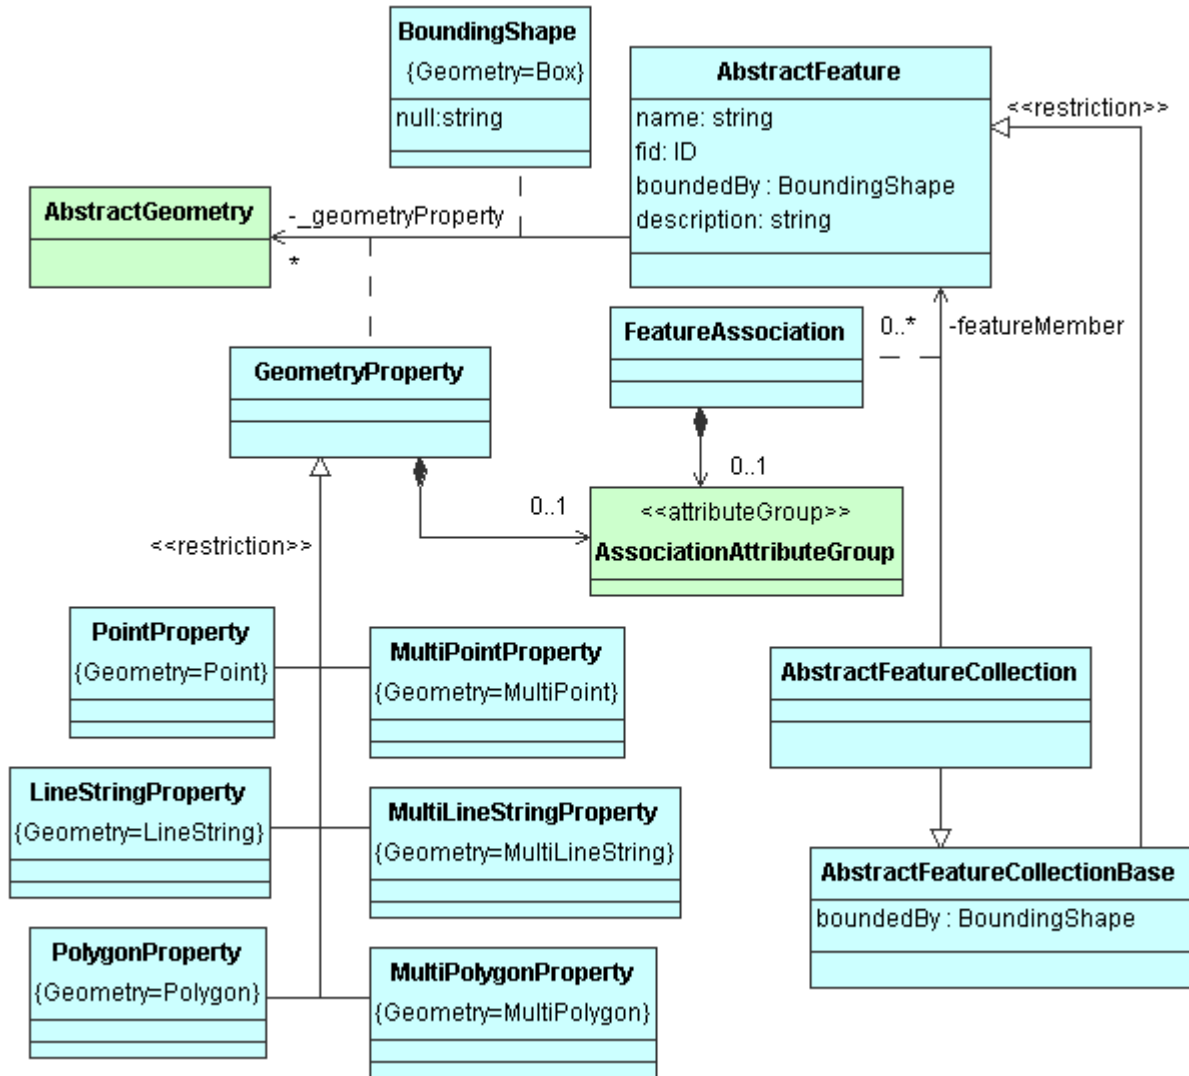 BoundingShape
{Geometry=Box}
null:string
AbstractFeature
name: string
fid: ID
boundedBy : BoundingShape
description: string
<<restriction>>
AbstractGeometry
-_geometryProperty
*
FeatureAssociation
0..*
-featureMember
GeometryProperty
0..1
0..1
<<attributeGroup>>
AssociationAttributeGroup
<<restriction>>
PointProperty
{Geometry=Point}
MultiPointProperty
{Geometry=MultiPoint}
AbstractFeatureCollection
LineStringProperty
{Geometry=LineString}
MultiLineStringProperty
{Geometry=MultiLineString}
AbstractFeatureCollectionBase
boundedBy : BoundingShape
PolygonProperty
{Geometry=Polygon}
MultiPolygonProperty
{Geometry=MultiPolygon}